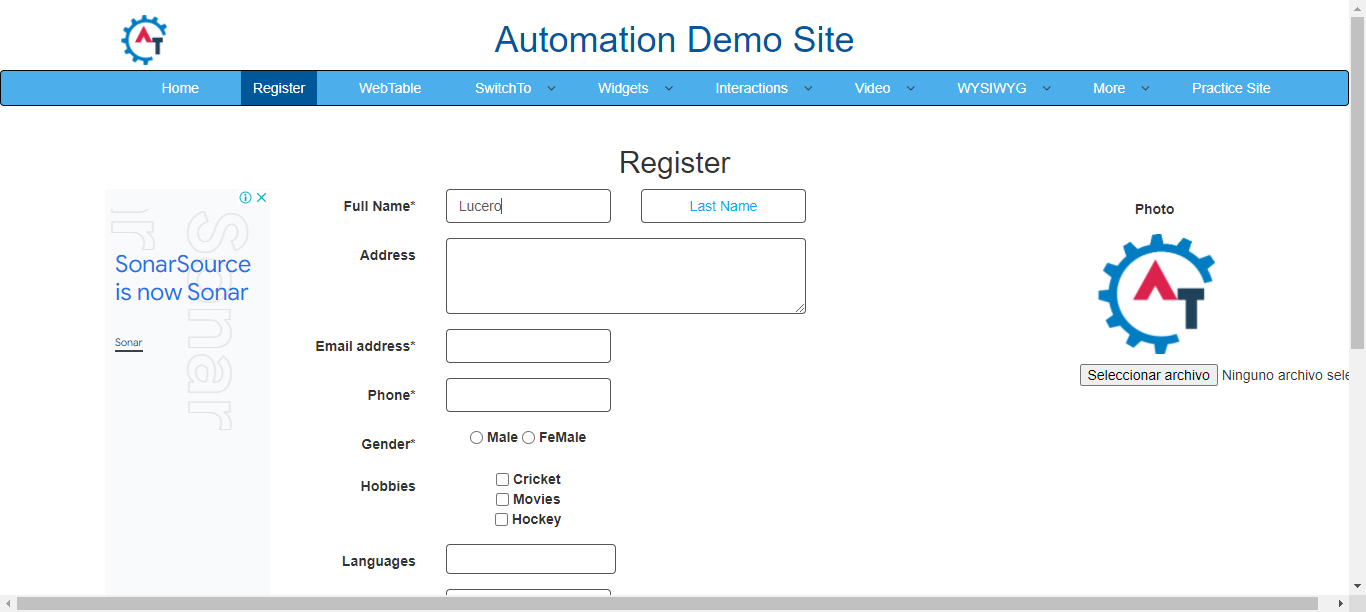 Automation Demo Site
Home Register WebTable SwitchTo Widgets Interactions Video WYSIWYG More Practice Site
Register
Full Name* Lucero Last Name
Photo
Address
SonarSource
is now Sonar
Sonar
Email address*
Phone*
Seleccionar archivo Ninguno archivo sele
Gender* Male FeMale
Hobbies Cricket
Movies
Hockey
Languages
AT
AT
Sonar